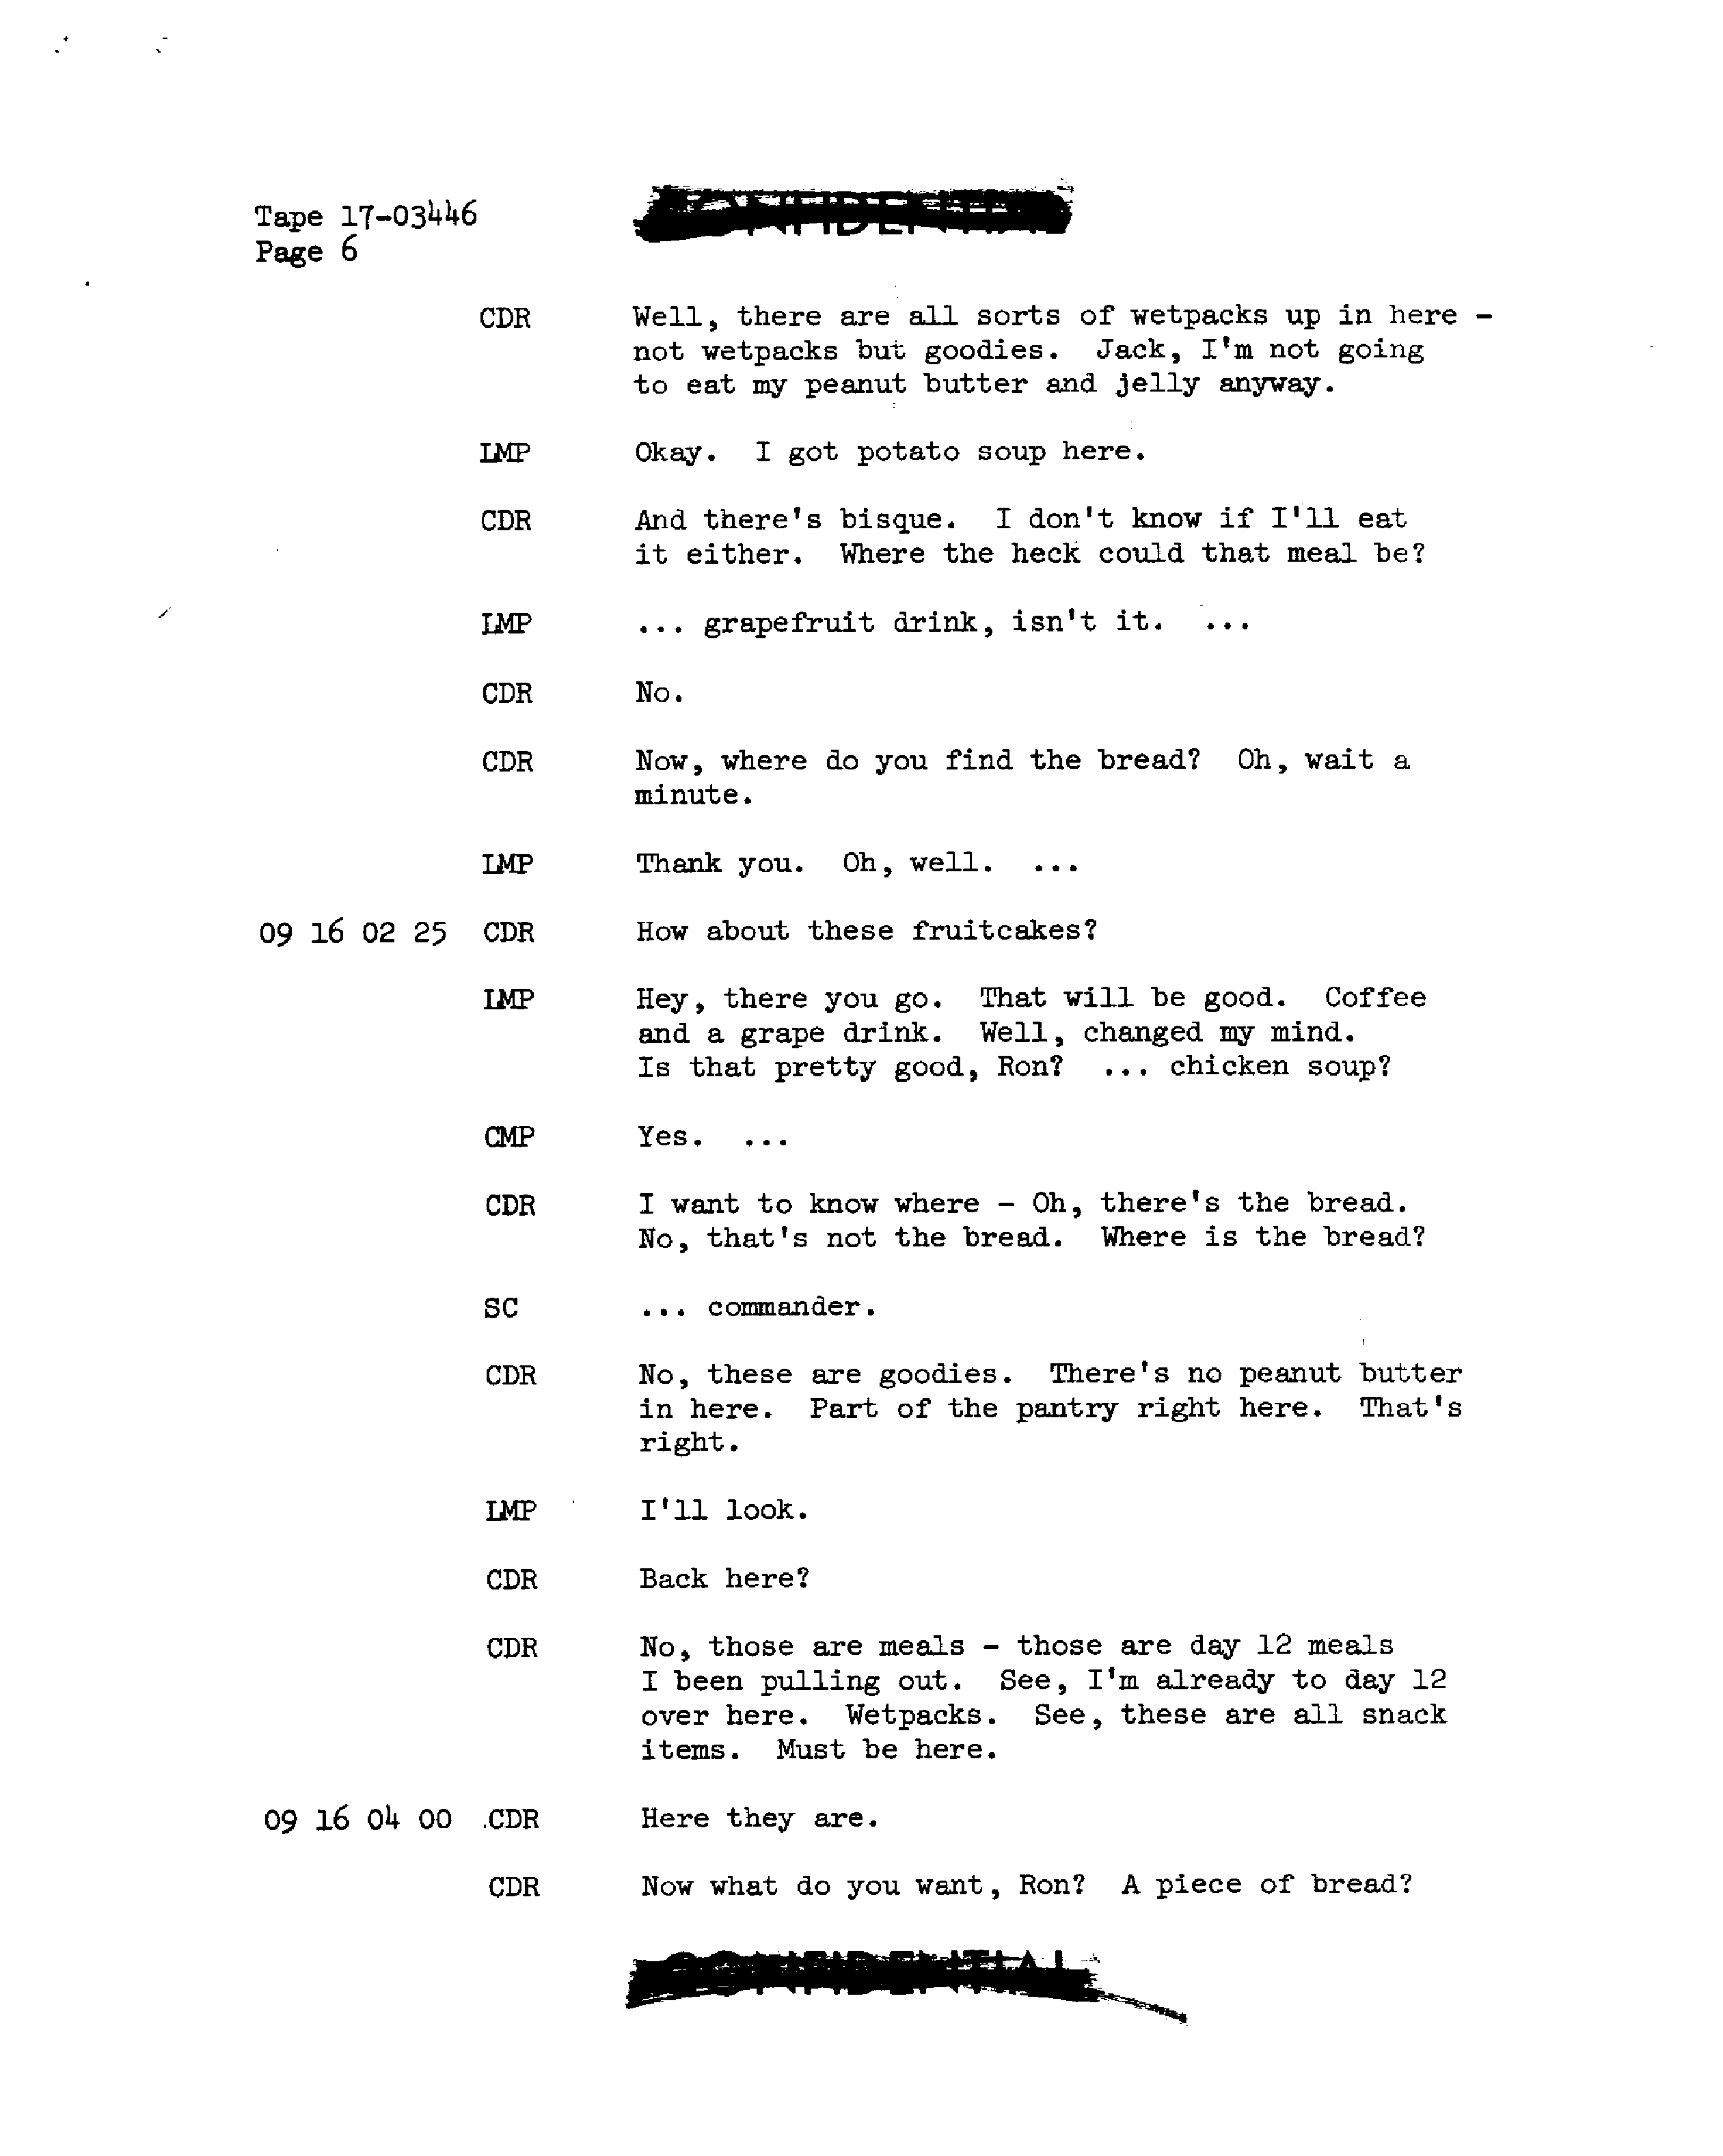 Tape 17-03446
Page 6
CONFIDENTIAL
CDR Well, there are all sorts of wetpacks up in here -
not wetpacks but goodies. Jack, I'm not going
to eat my peanut butter and jelly anyway.
LMP Okay. I got potato soup here.
CDR And there's bisque. I don't know if I'll eat
it either. Where the heck could that meal be?
LMP ... grapefruit drink, isn't it. ...
CDR No.
CDR Now, where do you find the bread? Oh, wait a
minute.
LMP Thank you. Oh, well. ...
09 16 02 25 CDR How about these fruitcakes?
LMP Hey, there you go. That will be good. Coffee
and a grape drink. Well, changed my mind.
Is that pretty good, Ron? ... chicken soup?
CMP Yes. ...
CDR I want to know where - Oh, there's the bread.
No, that's not the bread. Where is the bread?
SC ... commander.
CDR No, these are goodies. There's no peanut butter
in here. Part of the pantry right here. That's
right.
LMP I'll look.
CDR Back here?
CDR No, those are meals - those are day 12 meals
I been pulling out. See, I'm already to day 12
over here. Wetpacks. See, these are all snack
items. Must be here.
09 16 04 00 CDR Here they are.
CDR Now what do you want, Ron? A piece of bread?
CONFIDENTIAL